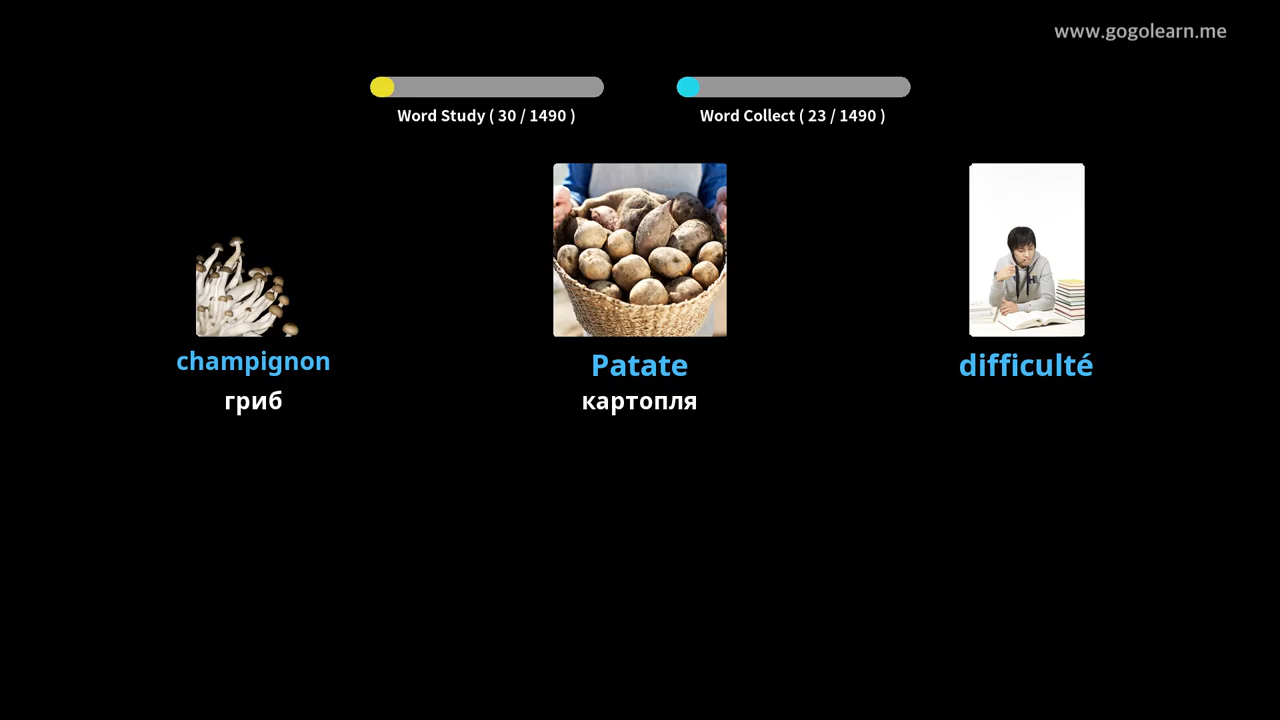 www.gogolearn.me
Word Study ( 30 / 1490 )
Word Collect ( 23 / 1490 )
champignon
гриб
Patate
картопля
difficulté